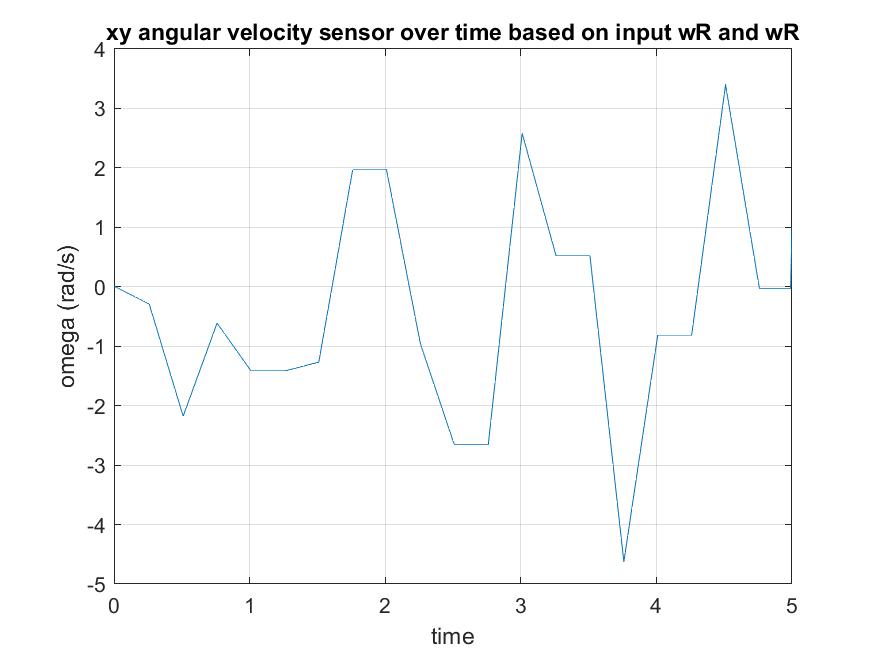 xy angular velocity sensor over time based on input wR and wR
4
3
2
1
0
-1
-2
-3
-4
-5
omega (rad/s)
0 1 2 3 4 5
time